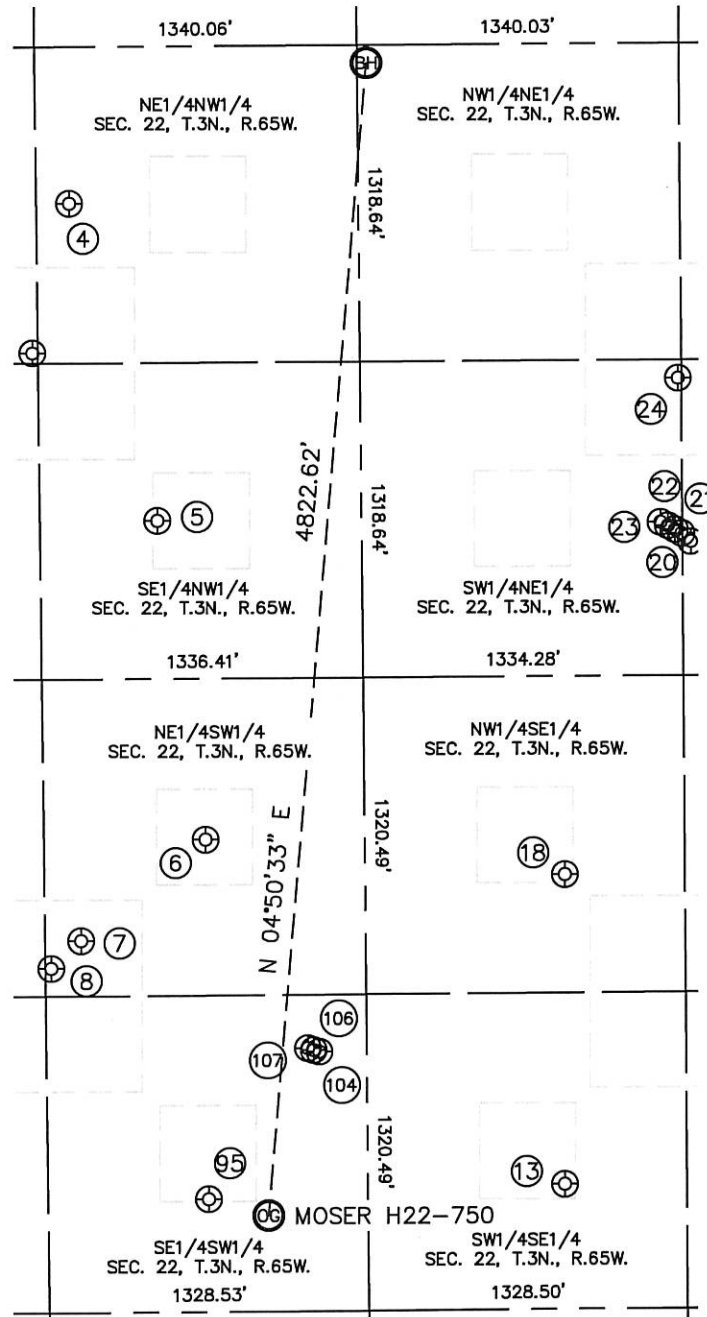 1340.06' 1340.03'
BH
NE1/4NW1/4
SEC. 22, T.3N., R.65W.
NW1/4NE1/4
SEC. 22, T.3N., R.65W.
1318.64'
4
24
4822.62'
1318.64'
5
22
21
23
20
SE1/4NW1/4
SEC. 22, T.3N., R.65W.
SW1/4NE1/4
SEC. 22, T.3N., R.65W.
1336.41' 1334.28'
NE1/4SW1/4
SEC. 22, T.3N., R.65W.
NW1/4SE1/4
SEC. 22, T.3N., R.65W.
N 04°50'33" E
1320.49'
6
18
7
8
106
107
104
1320.49'
95
13
OG MOSER H22-750
SE1/4SW1/4
SEC. 22, T.3N., R.65W.
SW1/4SE1/4
SEC. 22, T.3N., R.65W.
1328.53' 1328.50'